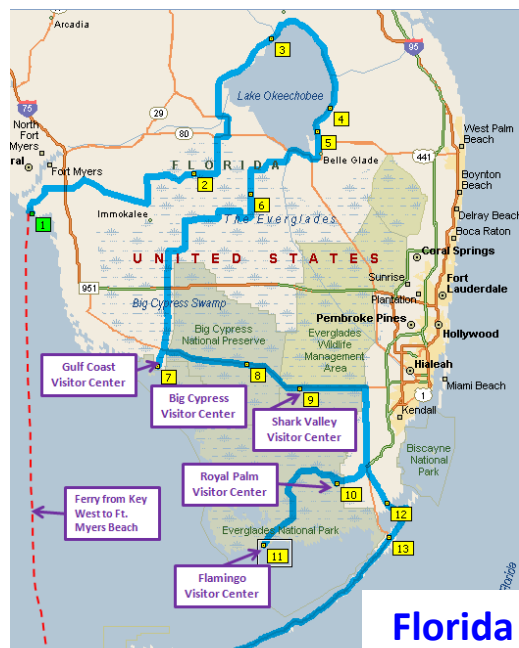 Arcadia
3
95
Lake Okeechobee
75
29
4
North
Fort
Myers
80
5
West Palm
Beach
ral
Fort Myers
FLORIDA
Belle Glade
441
2
Boynton
Beach
6
1
Immokalee
The Everglades
Delray Beach
Boca Raton
UNITED STATES
Coral Springs
Sunrise
951
Plantation
Fort
Lauderdale
Big Cypress Swamp
Pembroke Pines
Big Cypress
National Preserve
Everglades
Wildlife
Management
Area
Hollywood
Gulf Coast
Visitor Center
7
8
Hialeah
Big Cypress
Visitor Center
9
Miami Beach
1
Shark Valley
Visitor Center
Kendall
Biscayne
National
Park
Royal Palm
Visitor Center
10
Ferry from Key
West to Ft.
Myers Beach
12
Everglades National Park
11
13
Flamingo
Visitor Center
Florida
Florida